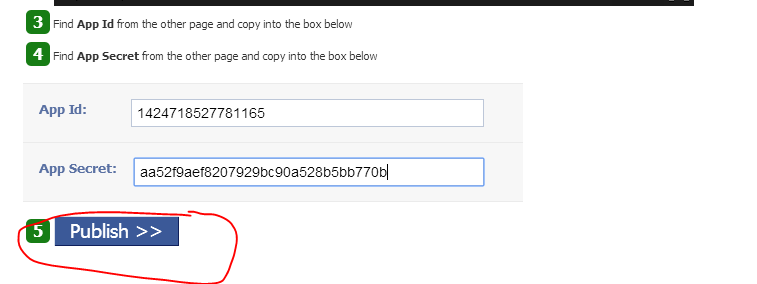 3 Find App Id from the other page and copy into the box below
4 Find App Secret from the other page and copy into the box below
App Id: 1424718527781165
App Secret: aa52f9aef8207929bc90a528b5bb770b
5 Publish >>